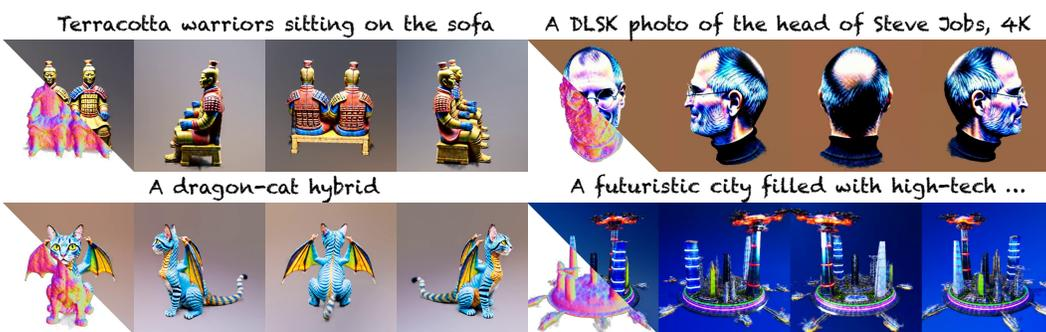 Terracotta warriors sitting on the sofa
A DLSK photo of the head of Steve Jobs, 4K
A dragon-cat hybrid
A futuristic city filled with high-tech ...